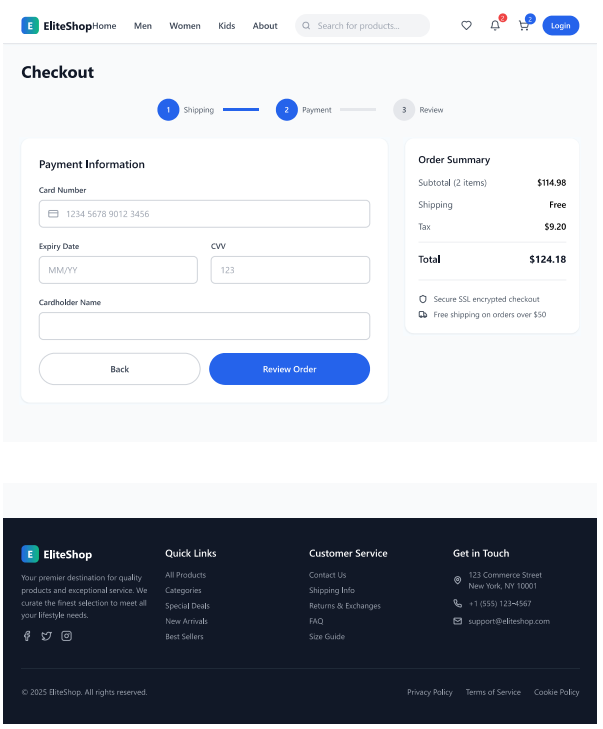 E EliteShop Home Men Women Kids About Search for products... 2 2 Login
Checkout
1 Shipping 2 Payment 3 Review
Payment Information
Card Number
1234 5678 9012 3456
Expiry Date CVV
MM/YY 123
Cardholder Name
Back Review Order
Order Summary
Subtotal (2 items) $114.98
Shipping Free
Tax $9.20
Total $124.18
Secure SSL encrypted checkout
Free shipping on orders over $50
E EliteShop
Your premier destination for quality
products and exceptional service. We
curate the finest selection to meet all
your lifestyle needs.
Quick Links
All Products
Categories
Special Deals
New Arrivals
Best Sellers
Customer Service
Contact Us
Shipping Info
Returns & Exchanges
FAQ
Size Guide
Get in Touch
123 Commerce Street
New York, NY 10001
+1 (555) 123-4567
support@eliteshop.com
© 2025 EliteShop. All rights reserved. Privacy Policy Terms of Service Cookie Policy